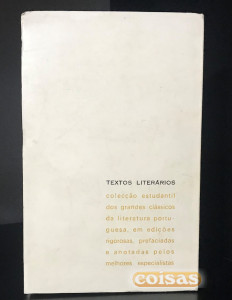 TEXTOS LITERÁRIOS
colecção estudantil
dos grandes clássicos
da literatura portu-
guesa, em edições
rigorosas, prefaciadas
e anotadas pelos
melhores especialistas
coisas